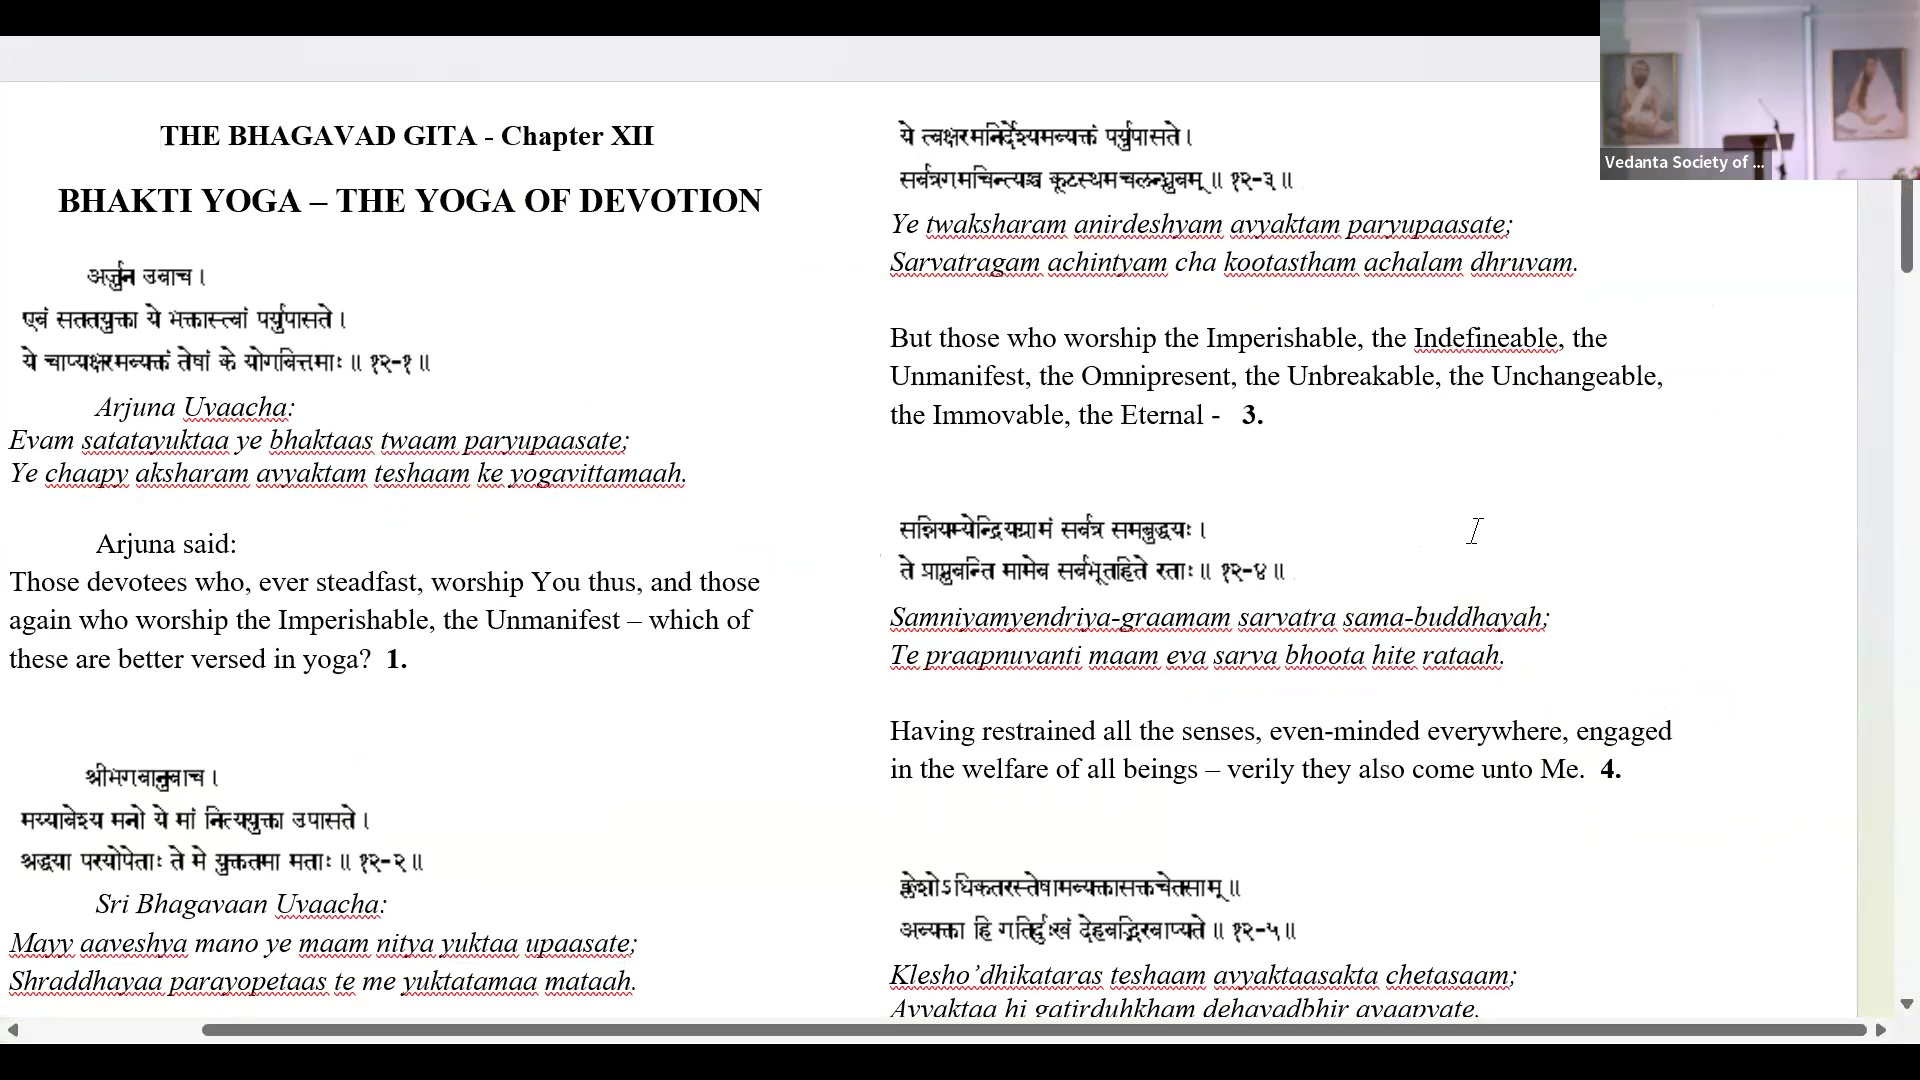 THE BHAGAVAD GITA - Chapter XII
BHAKTI YOGA – THE YOGA OF DEVOTION
अर्जुन उवाच ।
एवं सततयुक्ता ये भक्तास्त्वां पर्युपासते ।
ये चाप्यक्षरमव्यक्तं तेषां के योगवित्तमाः ॥ १२-१ ॥
Arjuna Uvaacha:
Evam satatayuktaa ye bhaktaas twaam paryupaasate;
Ye chaapy aksharam avyaktam teshaam ke yogavittamaah.
Arjuna said:
Those devotees who, ever steadfast, worship You thus, and those
again who worship the Imperishable, the Unmanifest – which of
these are better versed in yoga? 1.
श्रीभगवानुवाच ।
मय्यावेश्य मनो ये मां नित्ययुक्ता उपासते ।
श्रद्धया परयोपेताः ते मे युक्ततमा मताः ॥ १२-२ ॥
Sri Bhagavaan Uvaacha:
Mayy aaveshya mano ye maam nitya yuktaa upaasate;
Shraddhayaa parayopetaas te me yuktatamaa mataah.
ये त्वक्षरमनिर्देश्यमव्यक्तं पर्युपासते ।
सर्वत्रगमचिन्त्यञ्च कूटस्थमचलन्ध्रुवम् ॥ १२-३ ॥
Ye twaksharam anirdeshyam avyaktam paryupaasate;
Sarvatragam achintyam cha kootastham achalam dhruvam.
But those who worship the Imperishable, the Indefineable, the
Unmanifest, the Omnipresent, the Unbreakable, the Unchangeable,
the Immovable, the Eternal - 3.
सन्नियम्येन्द्रियग्रामं सर्वत्र समबुद्धयः ।
ते प्राप्नुवन्ति मामेव सर्वभूतहिते रताः ॥ १२-४ ॥
Samniyamyendriya-graamam sarvatra sama-buddhayah;
Te praapnuvanti maam eva sarva bhoota hite rataah.
Having restrained all the senses, even-minded everywhere, engaged
in the welfare of all beings – verily they also come unto Me. 4.
क्लेशोऽधिकतरस्तेषामव्यक्तासक्तचेतसाम् ॥
अव्यक्ता हि गतिर्दुःखं देहवद्भिरवाप्यते ॥ १२-५ ॥
Klesho’dhikataras teshaam avyaktaasakta chetasaam;
Avyaktaa hi gatirduhkham dehavadbhir avaapyate.
Vedanta Society of ...